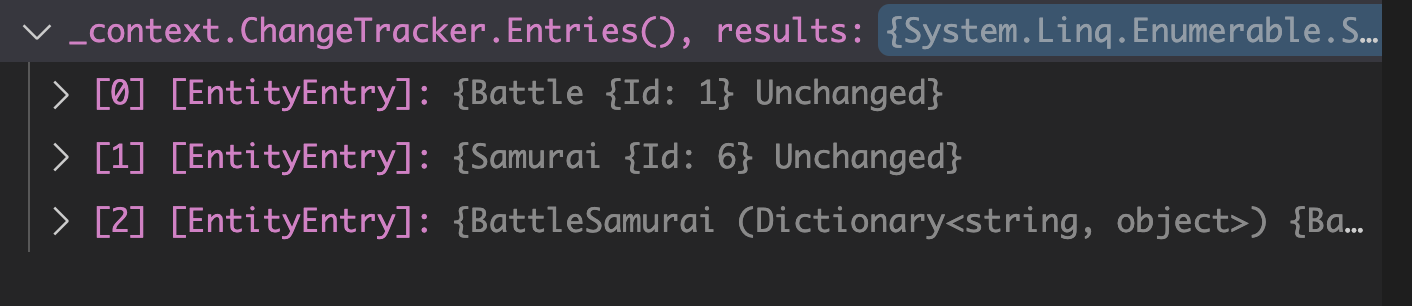 _context.ChangeTracker.Entries(), results: {System.Linq.Enumerable.S…
[0] [EntityEntry]: {Battle {Id: 1} Unchanged}
[1] [EntityEntry]: {Samurai {Id: 6} Unchanged}
[2] [EntityEntry]: {BattleSamurai (Dictionary<string, object>) {Ba…